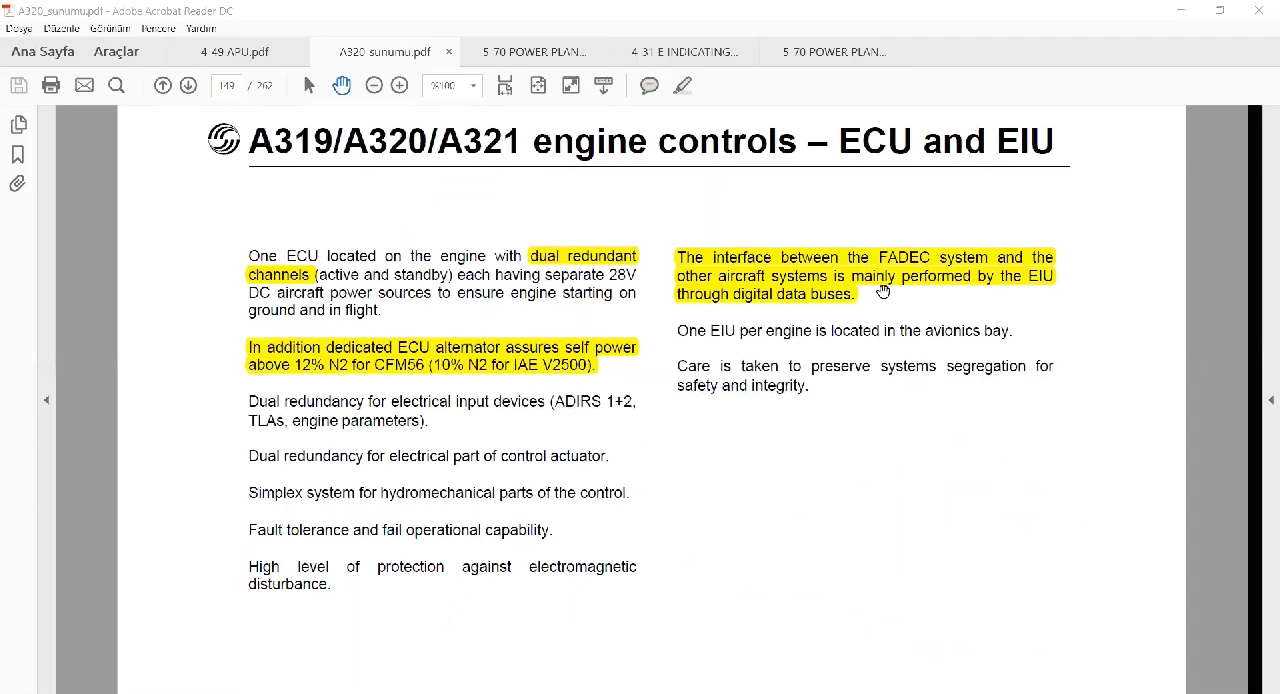 A320_sunumu.pdf - Adobe Acrobat Reader DC
Dosya Düzenle Görünüm Pencere Yardım
Ana Sayfa Araçlar 4-49 APU.pdf A320-sunumu.pdf × 5-70 POWER PLAN... 4-31 E INDICATING... 5-70 POWER PLAN...
149 / 262 %100
A319/A320/A321 engine controls – ECU and EIU
One ECU located on the engine with dual redundant
channels (active and standby) each having separate 28V
DC aircraft power sources to ensure engine starting on
ground and in flight.
In addition dedicated ECU alternator assures self power
above 12% N2 for CFM56 (10% N2 for IAE V2500).
Dual redundancy for electrical input devices (ADIRS 1+2,
TLAs, engine parameters).
Dual redundancy for electrical part of control actuator.
Simplex system for hydromechanical parts of the control.
Fault tolerance and fail operational capability.
High level of protection against electromagnetic
disturbance.
The interface between the FADEC system and the
other aircraft systems is mainly performed by the EIU
through digital data buses.
One EIU per engine is located in the avionics bay.
Care is taken to preserve systems segregation for
safety and integrity.